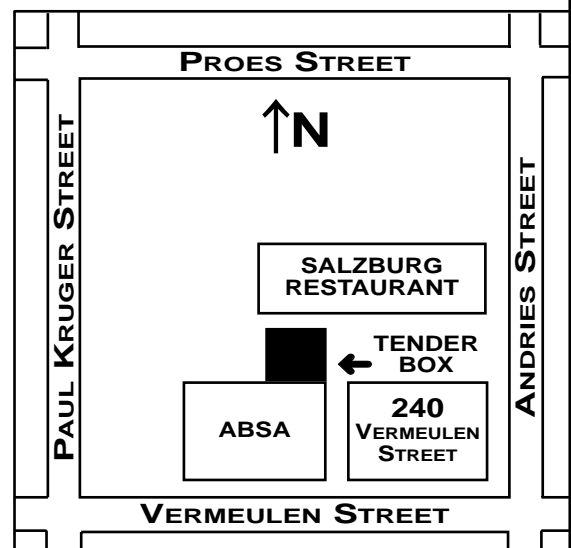 PROES STREET
N
PAUL KRUGER STREET
ANDRIES STREET
SALZBURG
RESTAURANT
TENDER
BOX
ABSA
240
VERMEULEN
STREET
VERMEULEN STREET